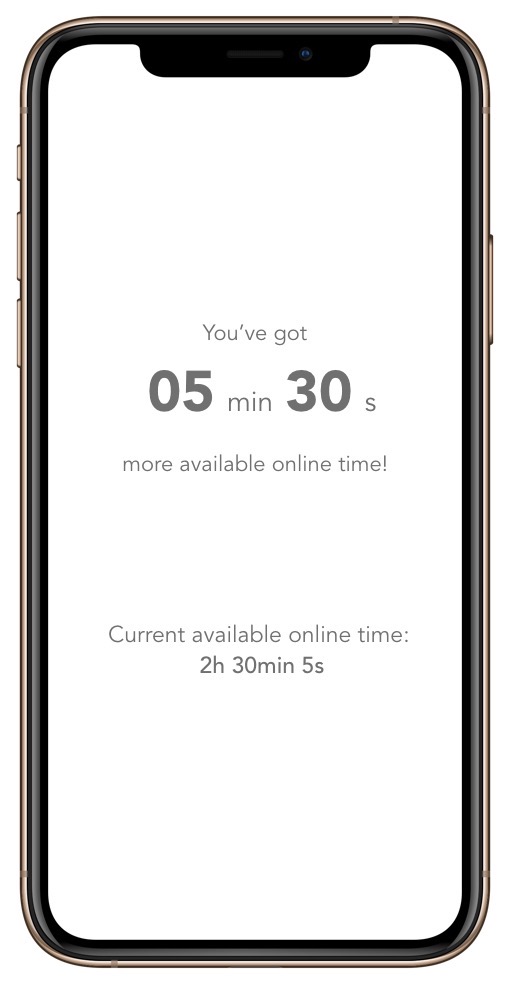 You’ve got
05 min 30 s
more available online time!
Current available online time:
2h 30min 5s